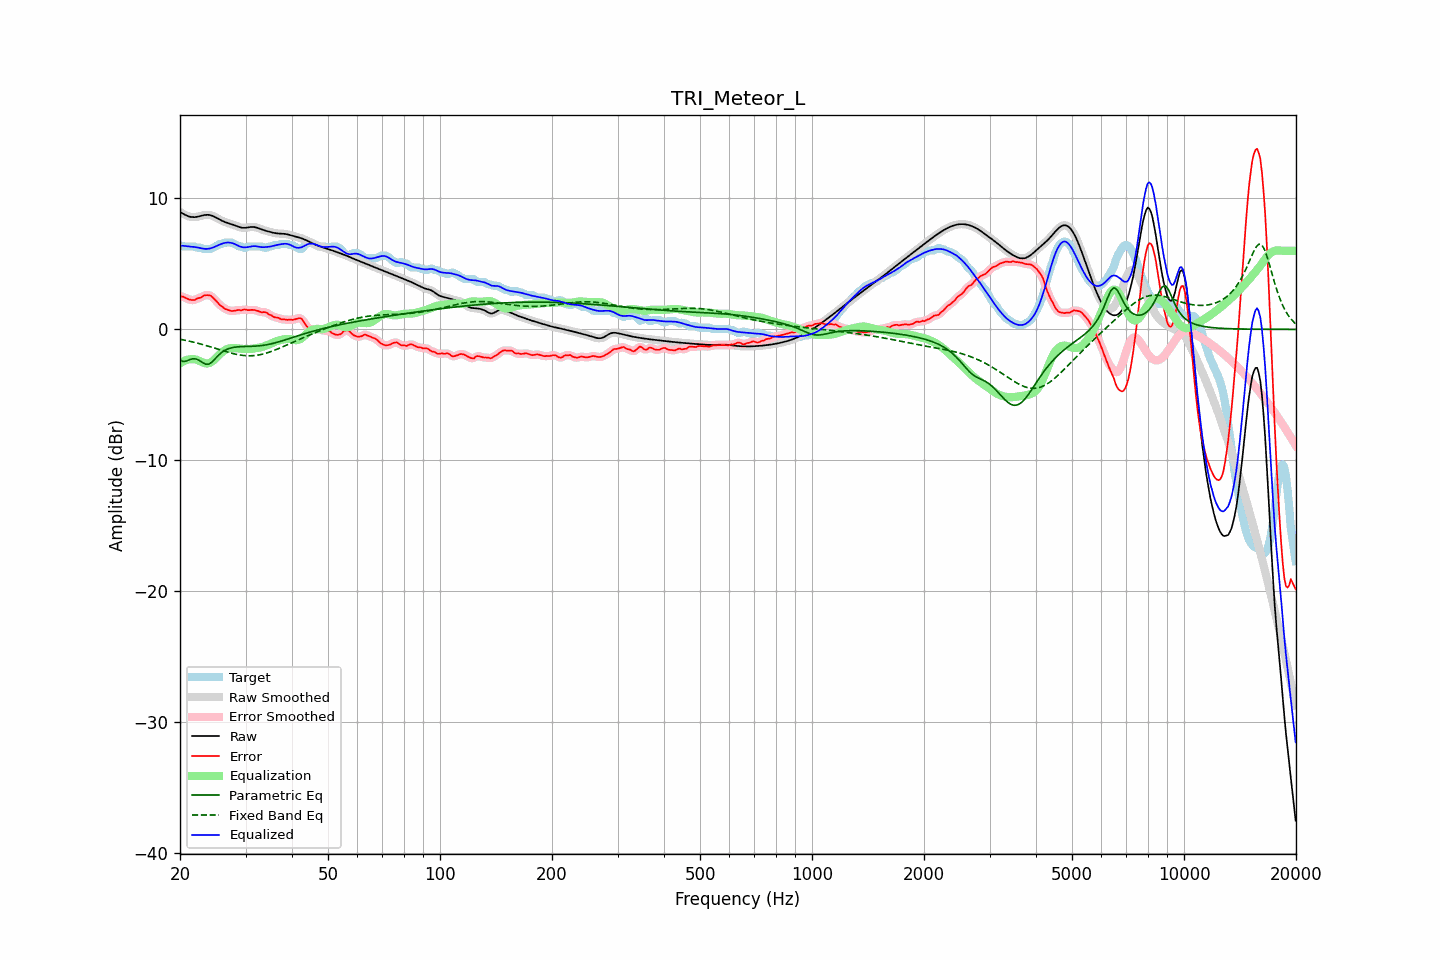 TRI_Meteor_L
10
0
−10
−20
−30
−40
Amplitude (dBr)
Target
Raw Smoothed
Error Smoothed
Raw
Error
Equalization
Parametric Eq
Fixed Band Eq
Equalized
20 50 100 200 500 1000 2000 5000 10000 20000
Frequency (Hz)